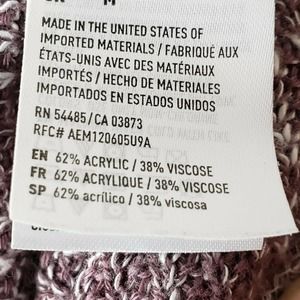 M
MADE IN THE UNITED STATES OF
IMPORTED MATERIALS / FABRIQUÉ AUX
ÉTATS-UNIS AVEC DES MATÉRIAUX
IMPORTÉS / HECHO DE MATERIALES
IMPORTADOS EN ESTADOS UNIDOS
RN 54485/CA 03873
RFC# AEM120605U9A
EN 62% ACRYLIC / 38% VISCOSE
FR 62% ACRYLIQUE / 38% VISCOSE
SP 62% acrílico / 38% viscosa